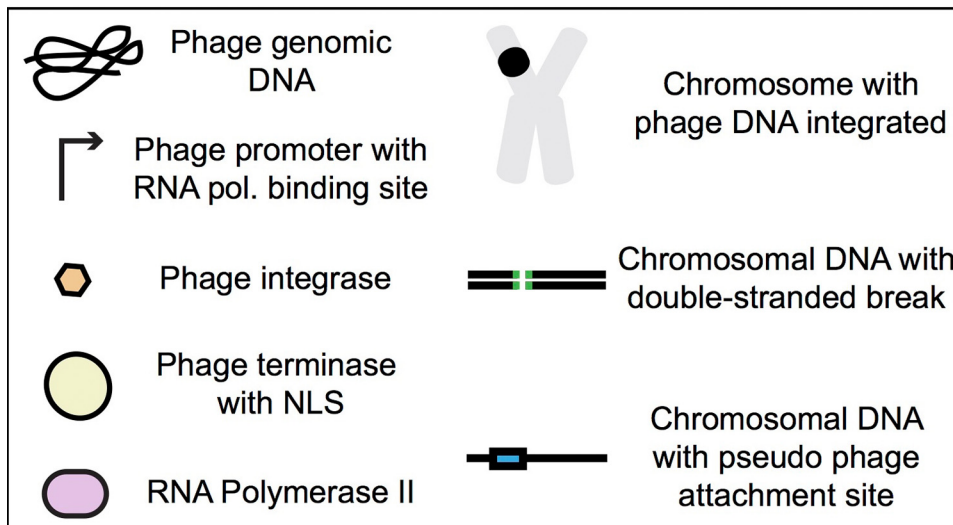 Phage genomic
DNA
Phage promoter with
RNA pol. binding site
Phage integrase
Phage terminase
with NLS
RNA Polymerase II
Chromosome with
phage DNA integrated
Chromosomal DNA with
double-stranded break
Chromosomal DNA
with pseudo phage
attachment site